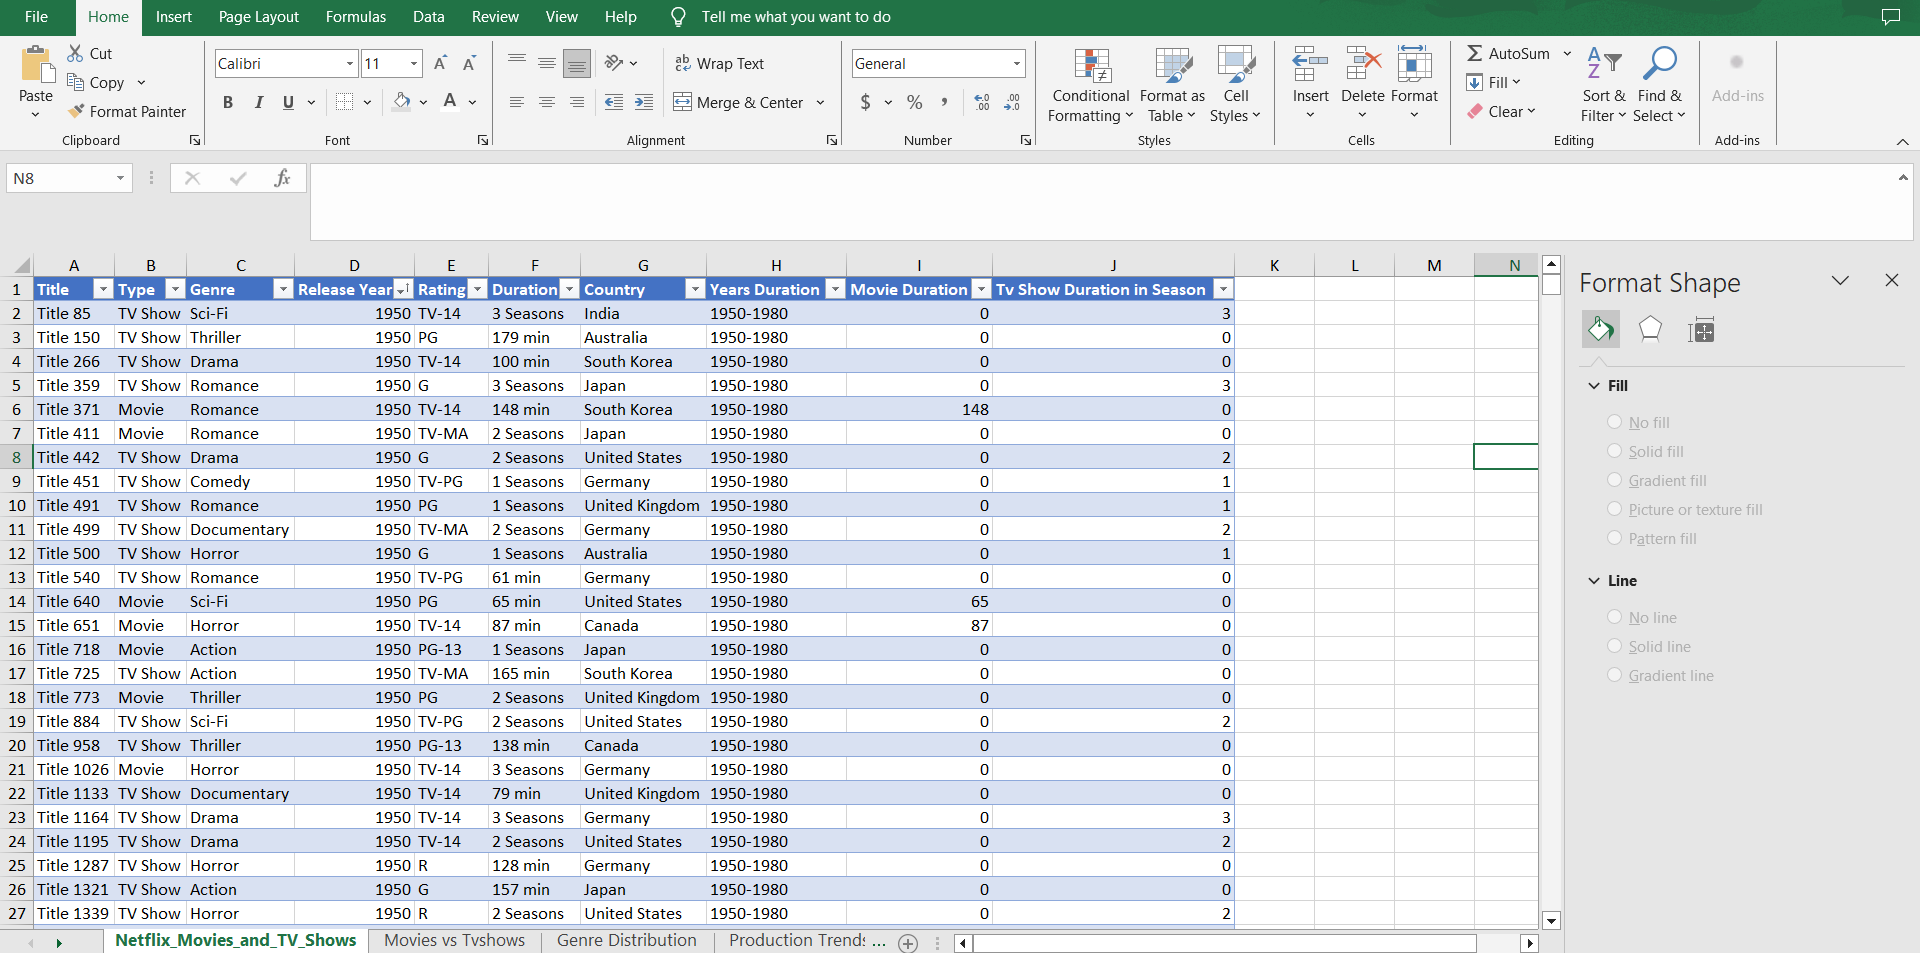 File Home Insert Page Layout Formulas Data Review View Help Tell me what you want to do
Paste
Cut
Copy
Format Painter
Clipboard
Calibri 11
B I U
Font
Wrap Text
Merge & Center
Alignment
General
$ % ,
Number
Conditional Formatting
Format as Table
Cell Styles
Styles
Insert Delete Format
Cells
AutoSum
Fill
Clear
Sort & Filter
Find & Select
Editing
Add-ins
Add-ins
N8 fx
A B C D E F G H I J K L M N
1 Title Type Genre Release Year Rating Duration Country Years Duration Movie Duration Tv Show Duration in Season
2 Title 85 TV Show Sci-Fi 1950 TV-14 3 Seasons India 1950-1980 0 3
3 Title 150 TV Show Thriller 1950 PG 179 min Australia 1950-1980 0 0
4 Title 266 TV Show Drama 1950 TV-14 100 min South Korea 1950-1980 0 0
5 Title 359 TV Show Romance 1950 G 3 Seasons Japan 1950-1980 0 3
6 Title 371 Movie Romance 1950 TV-14 148 min South Korea 1950-1980 148 0
7 Title 411 Movie Romance 1950 TV-MA 2 Seasons Japan 1950-1980 0 0
8 Title 442 TV Show Drama 1950 G 2 Seasons United States 1950-1980 0 2
9 Title 451 TV Show Comedy 1950 TV-PG 1 Seasons Germany 1950-1980 0 1
10 Title 491 TV Show Romance 1950 PG 1 Seasons United Kingdom 1950-1980 0 1
11 Title 499 TV Show Documentary 1950 TV-MA 2 Seasons Germany 1950-1980 0 2
12 Title 500 TV Show Horror 1950 G 1 Seasons Australia 1950-1980 0 1
13 Title 540 TV Show Romance 1950 TV-PG 61 min Germany 1950-1980 0 0
14 Title 640 Movie Sci-Fi 1950 PG 65 min United States 1950-1980 65 0
15 Title 651 Movie Horror 1950 TV-14 87 min Canada 1950-1980 87 0
16 Title 718 Movie Action 1950 PG-13 1 Seasons Japan 1950-1980 0 0
17 Title 725 TV Show Action 1950 TV-MA 165 min South Korea 1950-1980 0 0
18 Title 773 Movie Thriller 1950 PG 2 Seasons United Kingdom 1950-1980 0 0
19 Title 884 TV Show Sci-Fi 1950 TV-PG 2 Seasons United States 1950-1980 0 2
20 Title 958 TV Show Thriller 1950 PG-13 138 min Canada 1950-1980 0 0
21 Title 1026 Movie Horror 1950 TV-14 3 Seasons Germany 1950-1980 0 0
22 Title 1133 TV Show Documentary 1950 TV-14 79 min United Kingdom 1950-1980 0 0
23 Title 1164 TV Show Drama 1950 TV-14 3 Seasons Germany 1950-1980 0 3
24 Title 1195 TV Show Drama 1950 TV-14 2 Seasons United States 1950-1980 0 2
25 Title 1287 TV Show Horror 1950 R 128 min Germany 1950-1980 0 0
26 Title 1321 TV Show Action 1950 G 157 min Japan 1950-1980 0 0
27 Title 1339 TV Show Horror 1950 R 2 Seasons United States 1950-1980 0 2
Netflix_Movies_and_TV_Shows Movies vs Tvshows Genre Distribution Production Trends ...
Format Shape
Fill
No fill
Solid fill
Gradient fill
Picture or texture fill
Pattern fill
Line
No line
Solid line
Gradient line